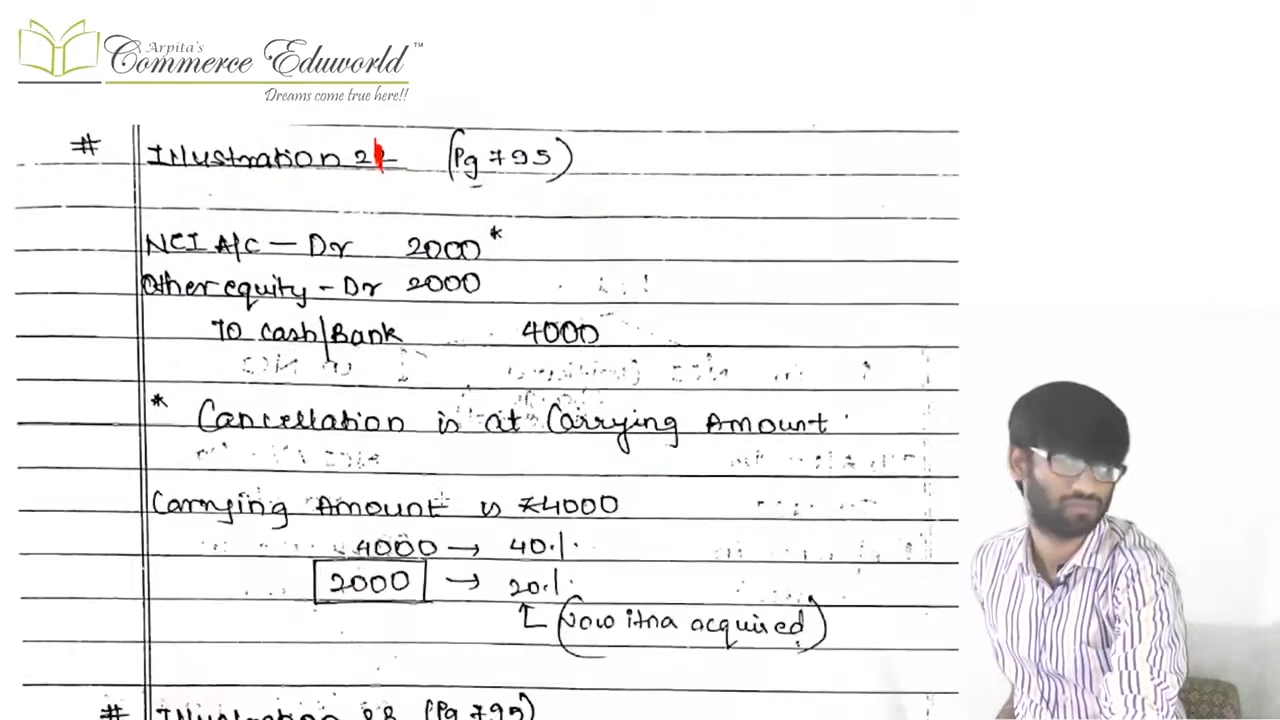 Arpita's
Commerce Eduworld™
Dreams come true here!!
# Illustration 21 (Pg 795)
NCI A/C — Dr 2000 *
Other equity - Dr 2000
To Cash/Bank 4000
* Cancellation is at Carrying Amount
Carrying Amount is ₹4000
4000 → 40%
2000 → 20%
(Now itna acquired)
# Illustration (Pg 795)